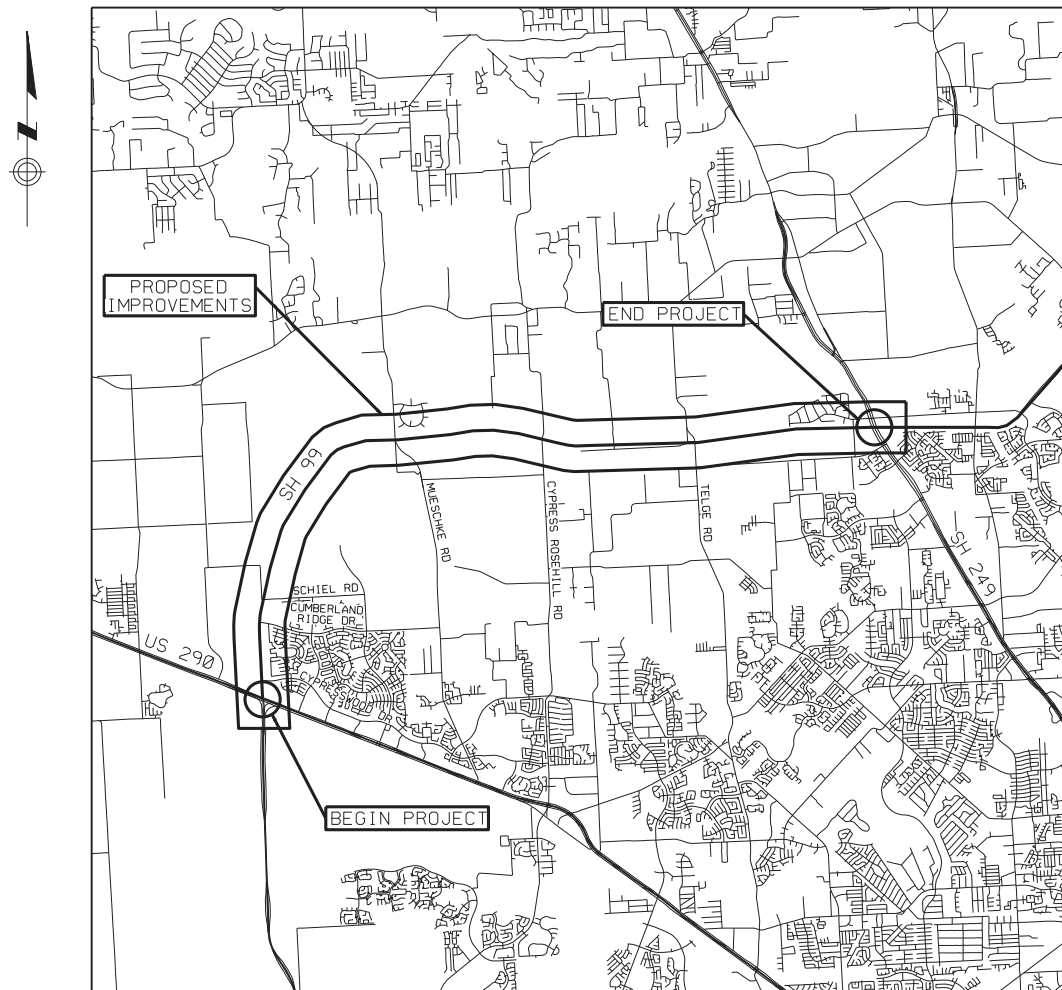 PROPOSED
IMPROVEMENTS
END PROJECT
SH 99
MUESCHKE RD
CYPRESS ROSEHILL RD
TELGE RD
SH 249
SCHIEL RD
CUMBERLAND
RIDGE DR
US 290
BEGIN PROJECT